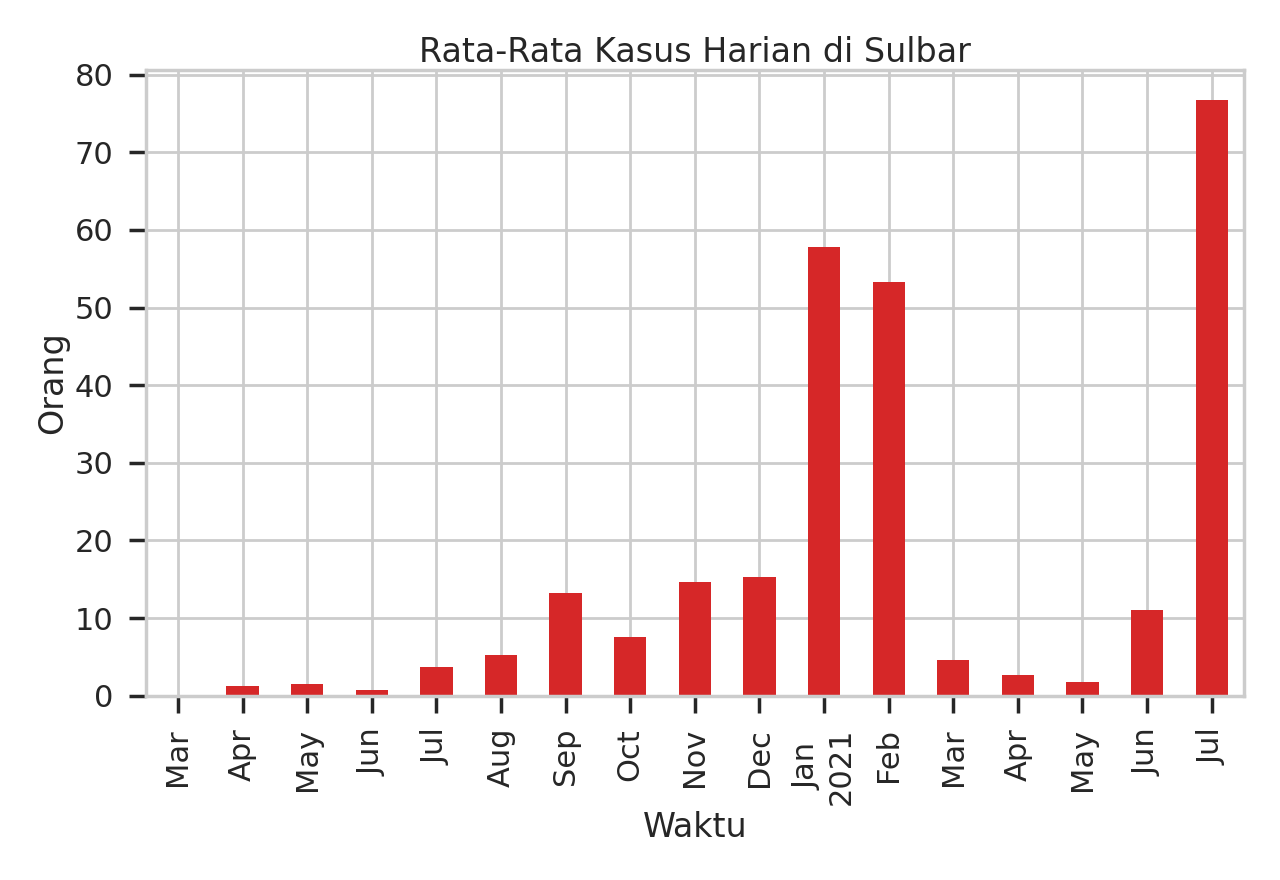 Rata-Rata Kasus Harian di Sulbar
80
70
60
50
40
30
20
10
0
Orang
Mar
Apr
May
Jun
Jul
Aug
Sep
Oct
Nov
Dec
Jan
2021
Feb
Mar
Apr
May
Jun
Jul
Waktu